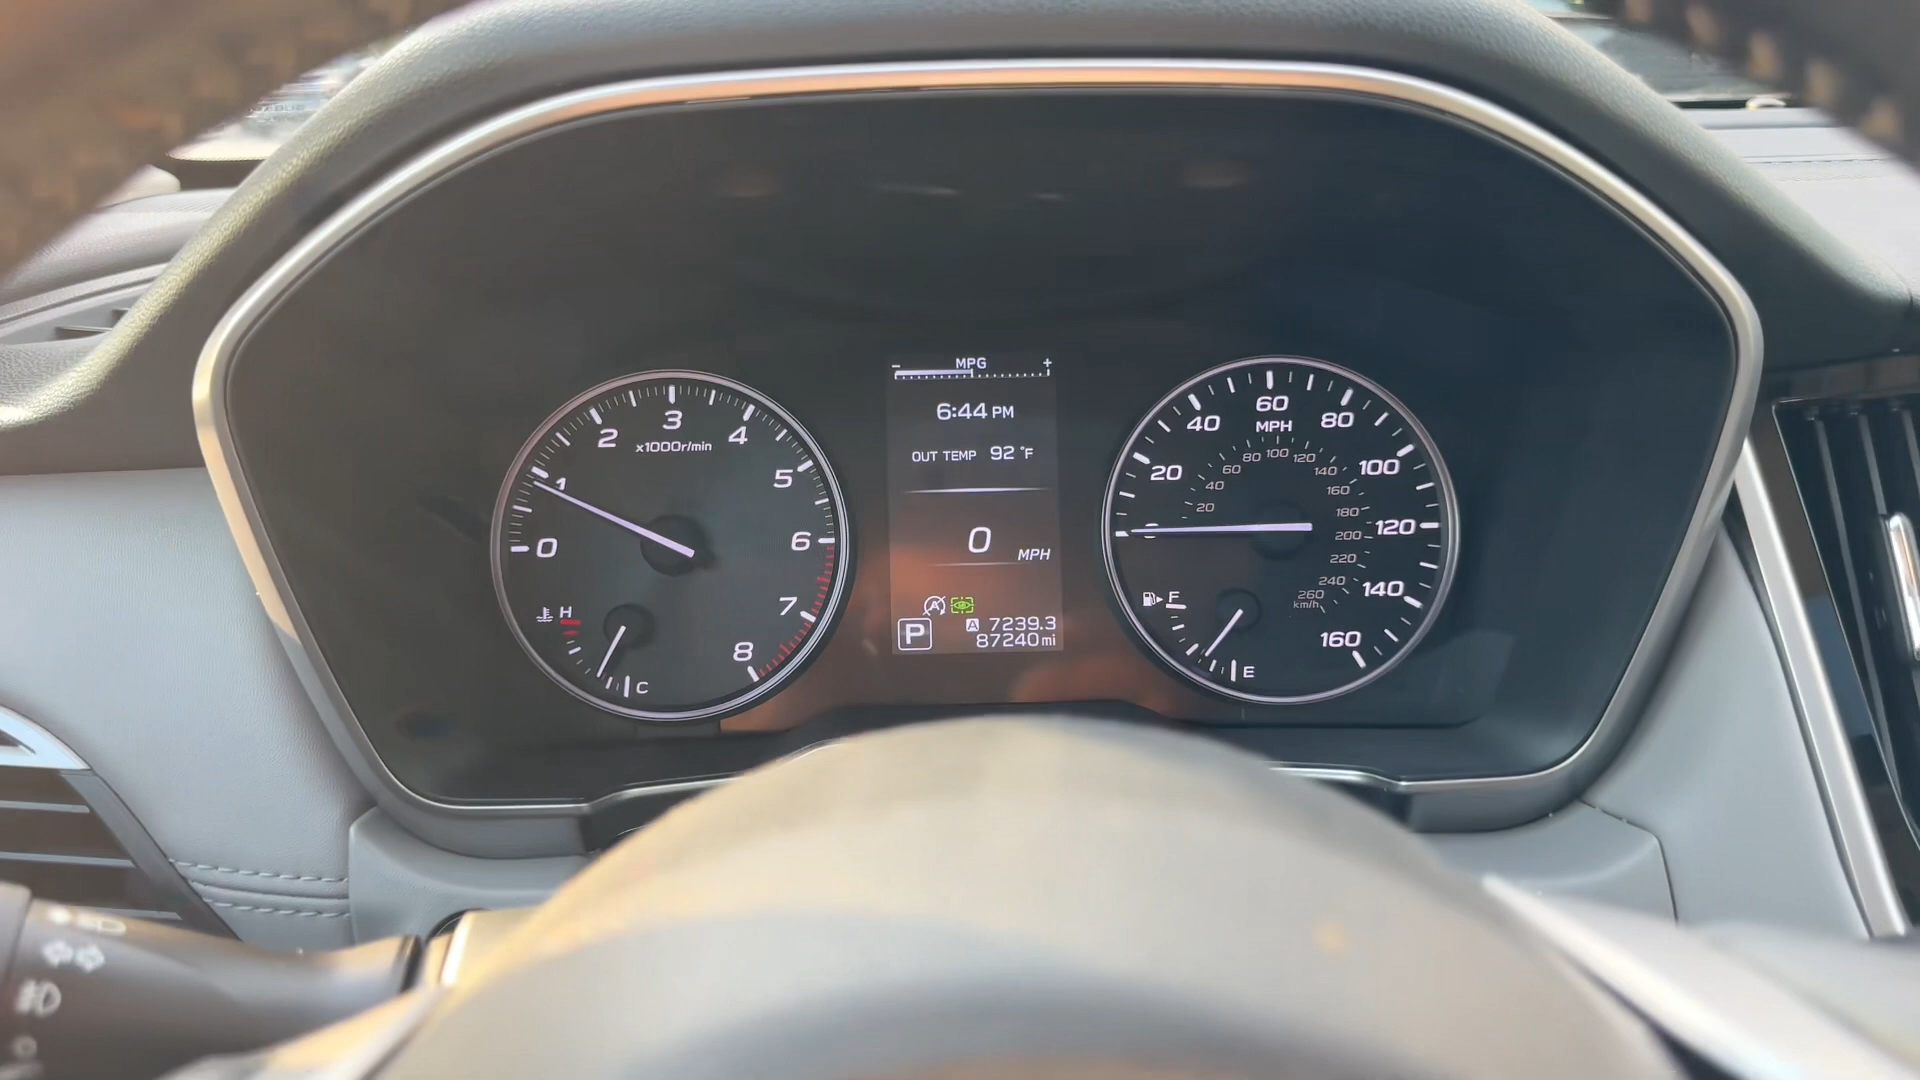 MPG
- +
6:44 PM
OUT TEMP 92 °F
0 MPH
P
A 7239.3
87240 mi
0 1 2 3 4 5 6 7 8
x1000r/min
H
C
20 40 60 80 100 120 140 160
MPH
20 40 60 80 100 120 140 160 180 200 220 240 260
km/h
F
E